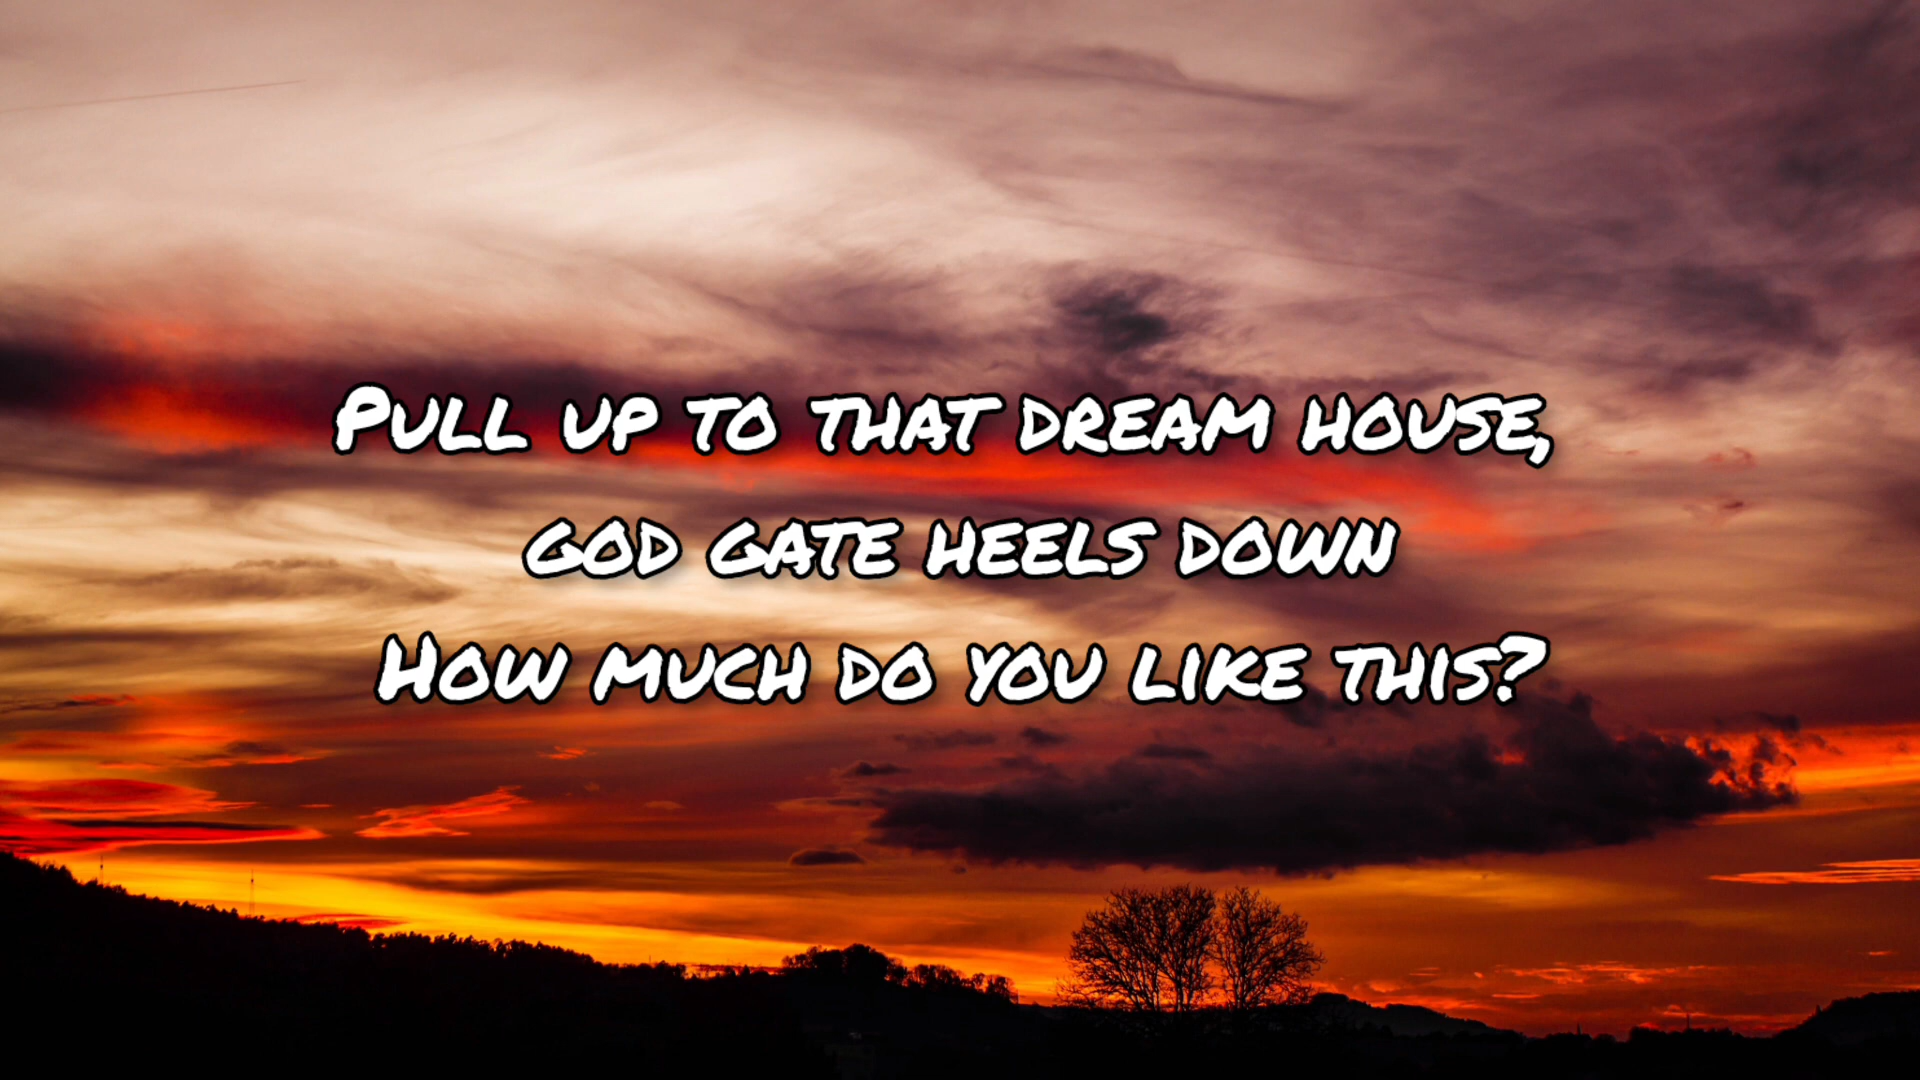 Pull up to that dream house,
god gate heels down
How much do you like this?